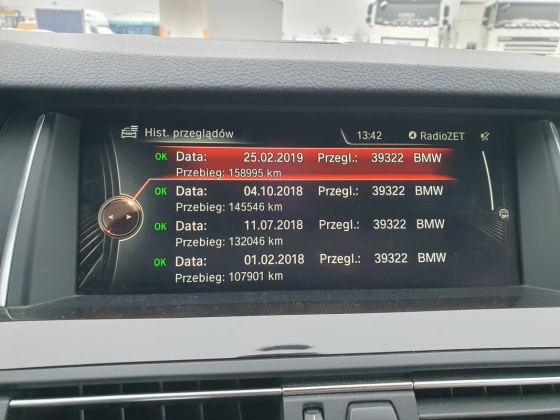 Hist. przeglądów 13:42 RadioZET
OK Data: 25.02.2019 Przegl.: 39322 BMW
Przebieg: 158995 km
OK Data: 04.10.2018 Przegl.: 39322 BMW
Przebieg: 145546 km
OK Data: 11.07.2018 Przegl.: 39322 BMW
Przebieg: 132046 km
OK Data: 01.02.2018 Przegl.: 39322 BMW
Przebieg: 107901 km